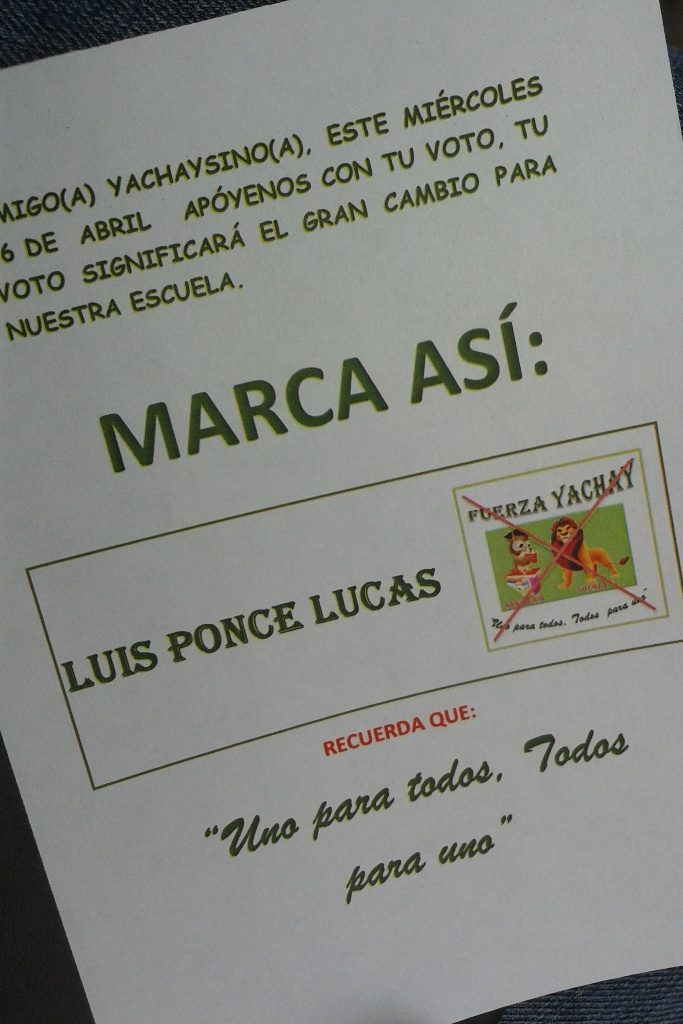 MIGO(A) YACHAYSINO(A), ESTE MIÉRCOLES
6 DE ABRIL APÓYENOS CON TU VOTO, TU
VOTO SIGNIFICARÁ EL GRAN CAMBIO PARA
NUESTRA ESCUELA.
MARCA ASÍ:
LUIS PONCE LUCAS
FUERZA YACHAY
"Uno para todos, Todos para uno"
RECUERDA QUE:
"Uno para todos, Todos
para uno"